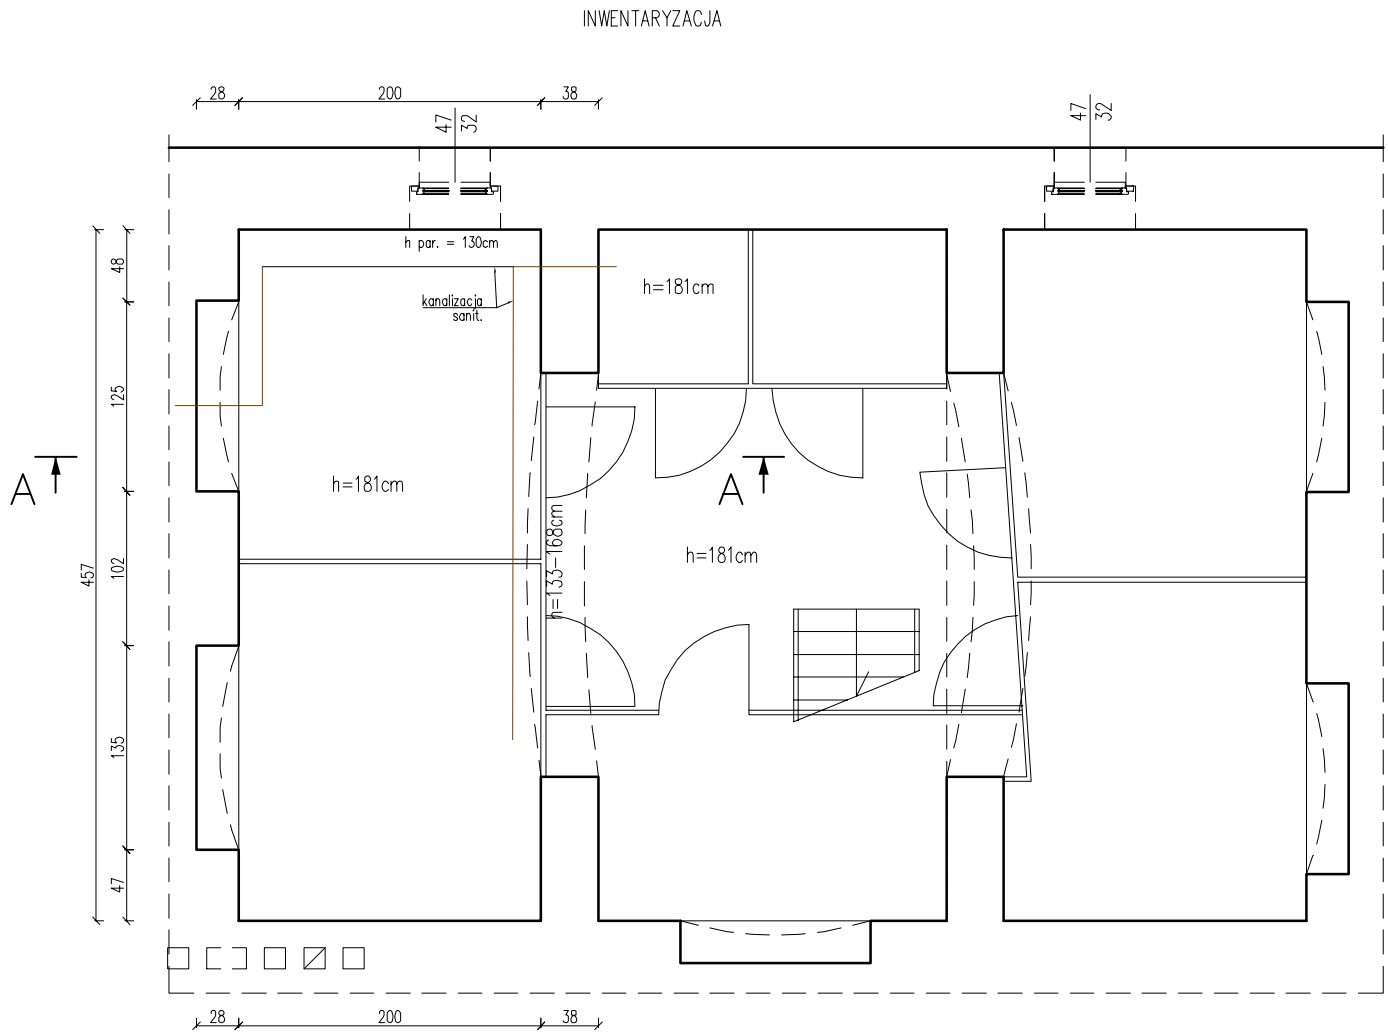 INWENTARYZACJA
28
200
38
47
32
47
32
h par. = 130cm
48
h=181cm
kanalizacja
sanit.
125
A
h=181cm
A
h=133-168cm
h=181cm
102
457
135
47
28
200
38